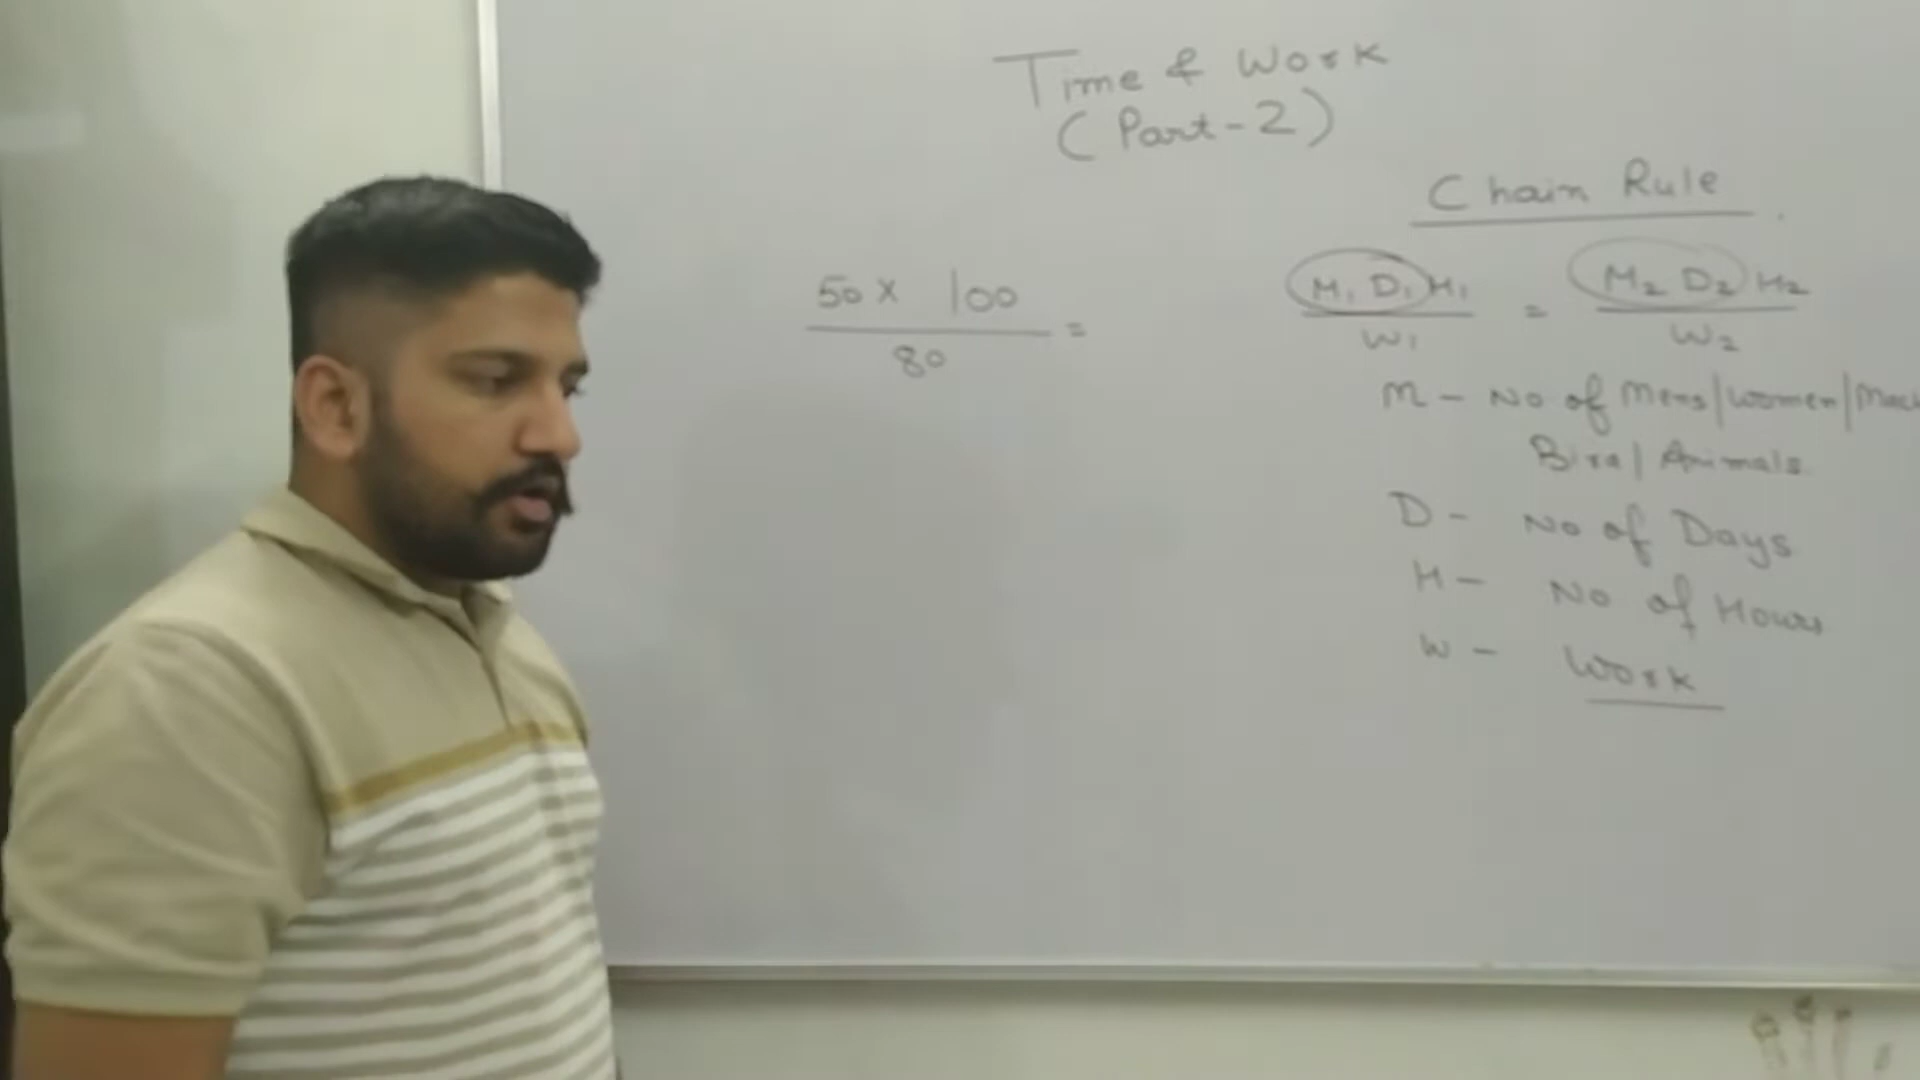 Time & Work
(Part-2)
Chain Rule
50 x 100
80
=
M1 D1 H1
W1
=
M2 D2 H2
W2
M - No of Mens/women/
Bird/Animals
D - No of Days
H - No of Hours
W - Work